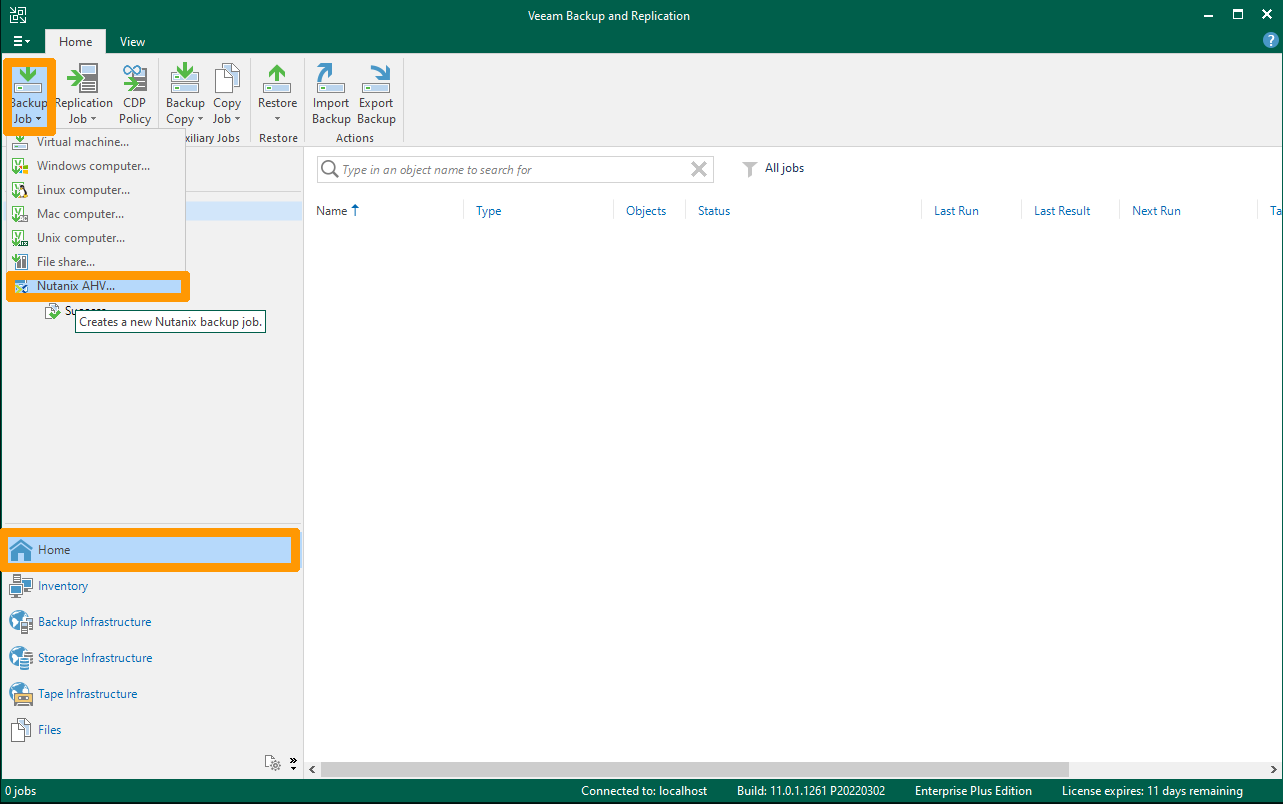 Veeam Backup and Replication
Home
View
Backup Job
Replication Job
CDP Policy
Backup Copy
Copy Job
Restore
Import Backup
Export Backup
xiliary Jobs
Restore
Actions
Virtual machine...
Windows computer...
Linux computer...
Mac computer...
Unix computer...
File share...
Nutanix AHV...
Creates a new Nutanix backup job.
Type in an object name to search for
All jobs
Name
Type
Objects
Status
Last Run
Last Result
Next Run
Ta
Home
Inventory
Backup Infrastructure
Storage Infrastructure
Tape Infrastructure
Files
0 jobs
Connected to: localhost
Build: 11.0.1.1261 P20220302
Enterprise Plus Edition
License expires: 11 days remaining